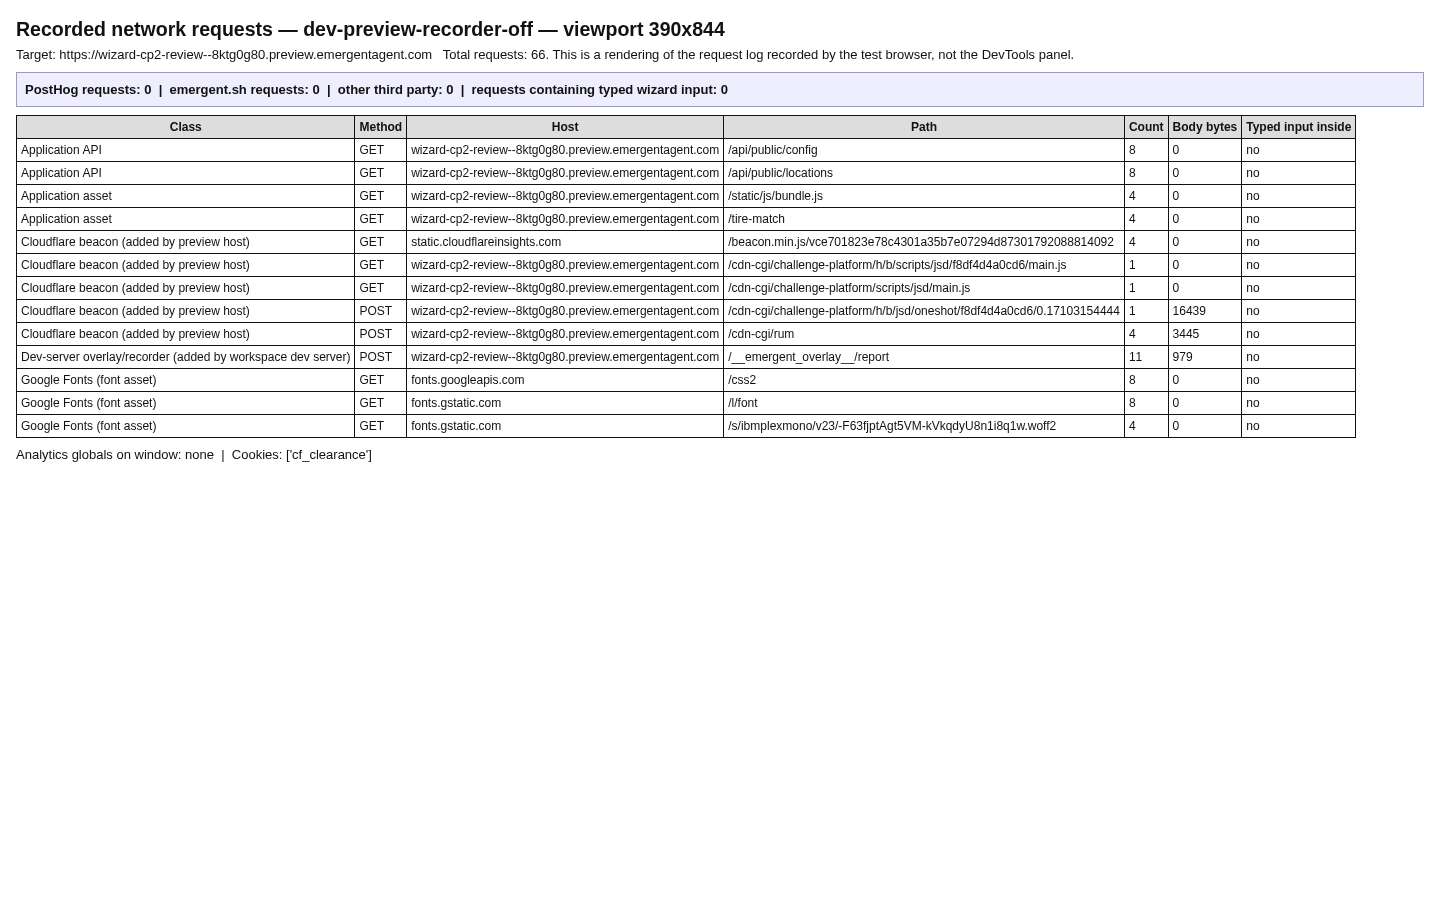 Recorded network requests — dev-preview-recorder-off — viewport 390x844
Target: https://wizard-cp2-review--8ktg0g80.preview.emergentagent.com   Total requests: 66. This is a rendering of the request log recorded by the test browser, not the DevTools panel.
PostHog requests: 0 | emergent.sh requests: 0 | other third party: 0 | requests containing typed wizard input: 0
Class Method Host Path Count Body bytes Typed input inside
Application API GET wizard-cp2-review--8ktg0g80.preview.emergentagent.com /api/public/config 8 0 no
Application API GET wizard-cp2-review--8ktg0g80.preview.emergentagent.com /api/public/locations 8 0 no
Application asset GET wizard-cp2-review--8ktg0g80.preview.emergentagent.com /static/js/bundle.js 4 0 no
Application asset GET wizard-cp2-review--8ktg0g80.preview.emergentagent.com /tire-match 4 0 no
Cloudflare beacon (added by preview host) GET static.cloudflareinsights.com /beacon.min.js/vce701823e78c4301a35b7e07294d87301792088814092 4 0 no
Cloudflare beacon (added by preview host) GET wizard-cp2-review--8ktg0g80.preview.emergentagent.com /cdn-cgi/challenge-platform/h/b/scripts/jsd/f8df4d4a0cd6/main.js 1 0 no
Cloudflare beacon (added by preview host) GET wizard-cp2-review--8ktg0g80.preview.emergentagent.com /cdn-cgi/challenge-platform/scripts/jsd/main.js 1 0 no
Cloudflare beacon (added by preview host) POST wizard-cp2-review--8ktg0g80.preview.emergentagent.com /cdn-cgi/challenge-platform/h/b/jsd/oneshot/f8df4d4a0cd6/0.17103154444 1 16439 no
Cloudflare beacon (added by preview host) POST wizard-cp2-review--8ktg0g80.preview.emergentagent.com /cdn-cgi/rum 4 3445 no
Dev-server overlay/recorder (added by workspace dev server) POST wizard-cp2-review--8ktg0g80.preview.emergentagent.com /__emergent_overlay__/report 11 979 no
Google Fonts (font asset) GET fonts.googleapis.com /css2 8 0 no
Google Fonts (font asset) GET fonts.gstatic.com /l/font 8 0 no
Google Fonts (font asset) GET fonts.gstatic.com /s/ibmplexmono/v23/-F63fjptAgt5VM-kVkqdyU8n1i8q1w.woff2 4 0 no
Analytics globals on window: none | Cookies: ['cf_clearance']